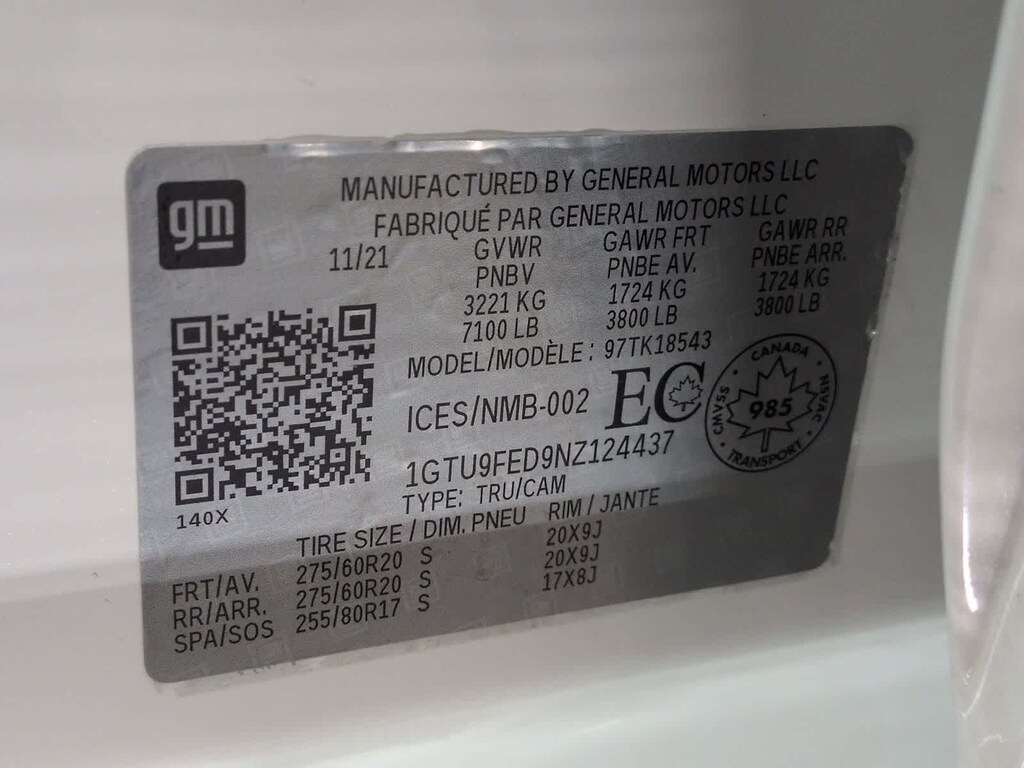 gm
MANUFACTURED BY GENERAL MOTORS LLC
FABRIQUÉ PAR GENERAL MOTORS LLC
11/21 GVWR GAWR FRT GAWR RR
PNBV PNBE AV. PNBE ARR.
3221 KG 1724 KG 1724 KG
7100 LB 3800 LB 3800 LB
MODEL/MODÈLE : 97TK18543
ICES/NMB-002 EC
CANADA
CMVSS 985 NSVAC
TRANSPORT
1GTU9FED9NZ124437
TYPE: TRU/CAM
140X
TIRE SIZE / DIM. PNEU RIM / JANTE
FRT/AV. 275/60R20 S 20X9J
RR/ARR. 275/60R20 S 20X9J
SPA/SOS 255/80R17 S 17X8J